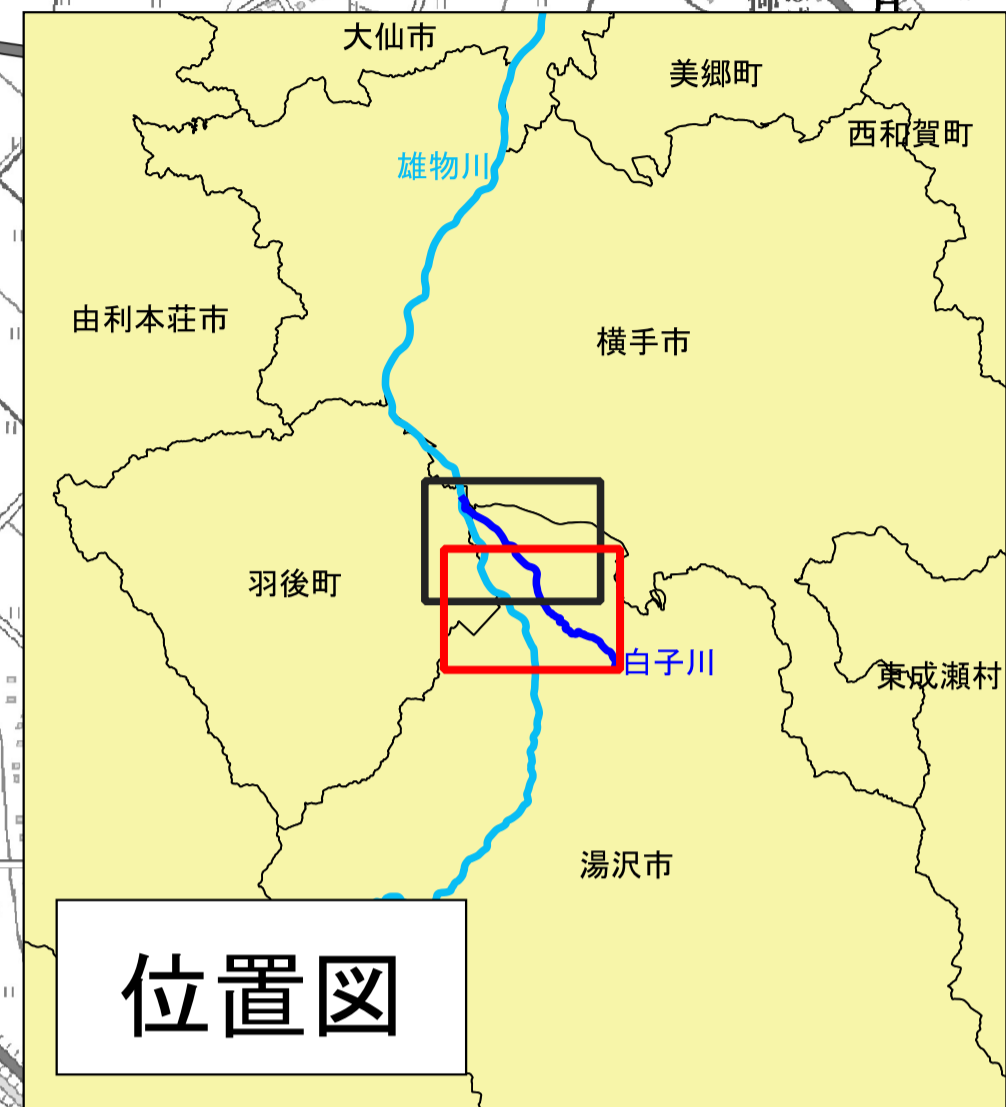 大仙市
美郷町
西和賀町
雄物川
由利本荘市
横手市
羽後町
白子川
東成瀬村
湯沢市
位置図